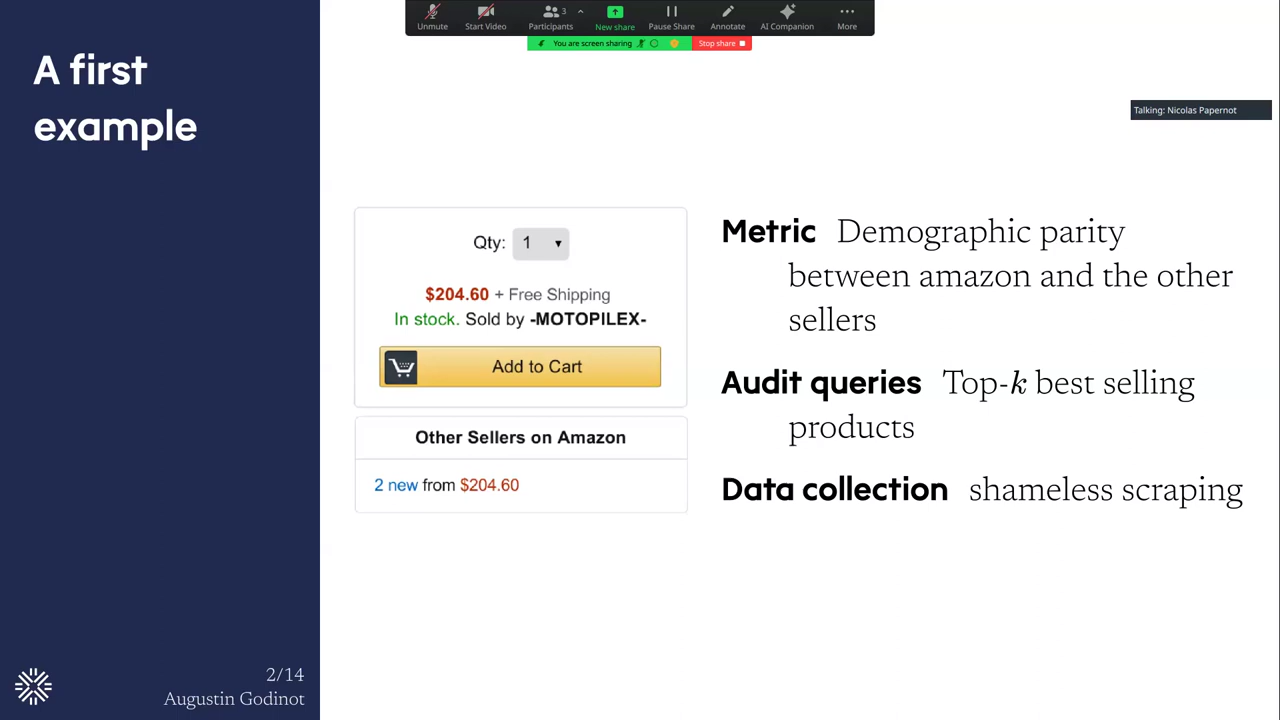 Unmute
Start Video
Participants
3
New share
Pause Share
Annotate
AI Companion
More
You are screen sharing
Stop share
Talking: Nicolas Papernot
A first
example
Qty: 1
$204.60 + Free Shipping
In stock. Sold by -MOTOPILEX-
Add to Cart
Other Sellers on Amazon
2 new from $204.60
Metric Demographic parity
between amazon and the other
sellers
Audit queries Top-k best selling
products
Data collection shameless scraping
2/14
Augustin Godinot